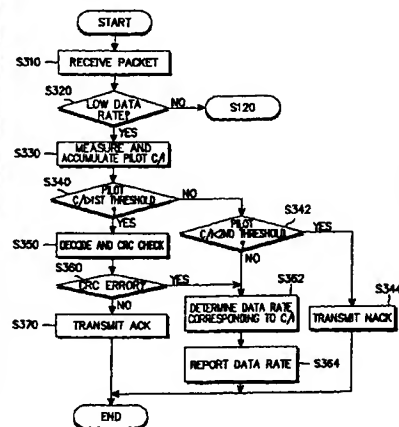 START
S310
RECEIVE PACKET
S320
LOW DATA
RATE?
NO
S120
YES
S330
MEASURE AND
ACCUMULATE PILOT C/I
S340
PILOT
C/I>1ST THRESHOLD
NO
YES
S342
PILOT
C/I<2ND THRESHOLD
YES
NO
S350
DECODE AND CRC CHECK
S360
CRC ERROR?
YES
NO
S362
DETERMINE DATA RATE
CORRESPONDING TO C/I
S344
TRANSMIT NACK
S370
TRANSMIT ACK
REPORT DATA RATE
S364
END